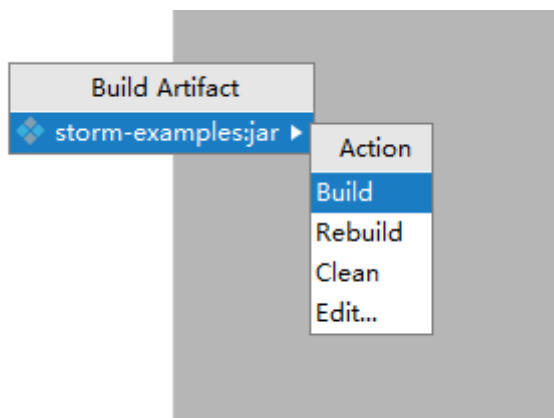 Build Artifact
storm-examples:jar
Action
Build
Rebuild
Clean
Edit...